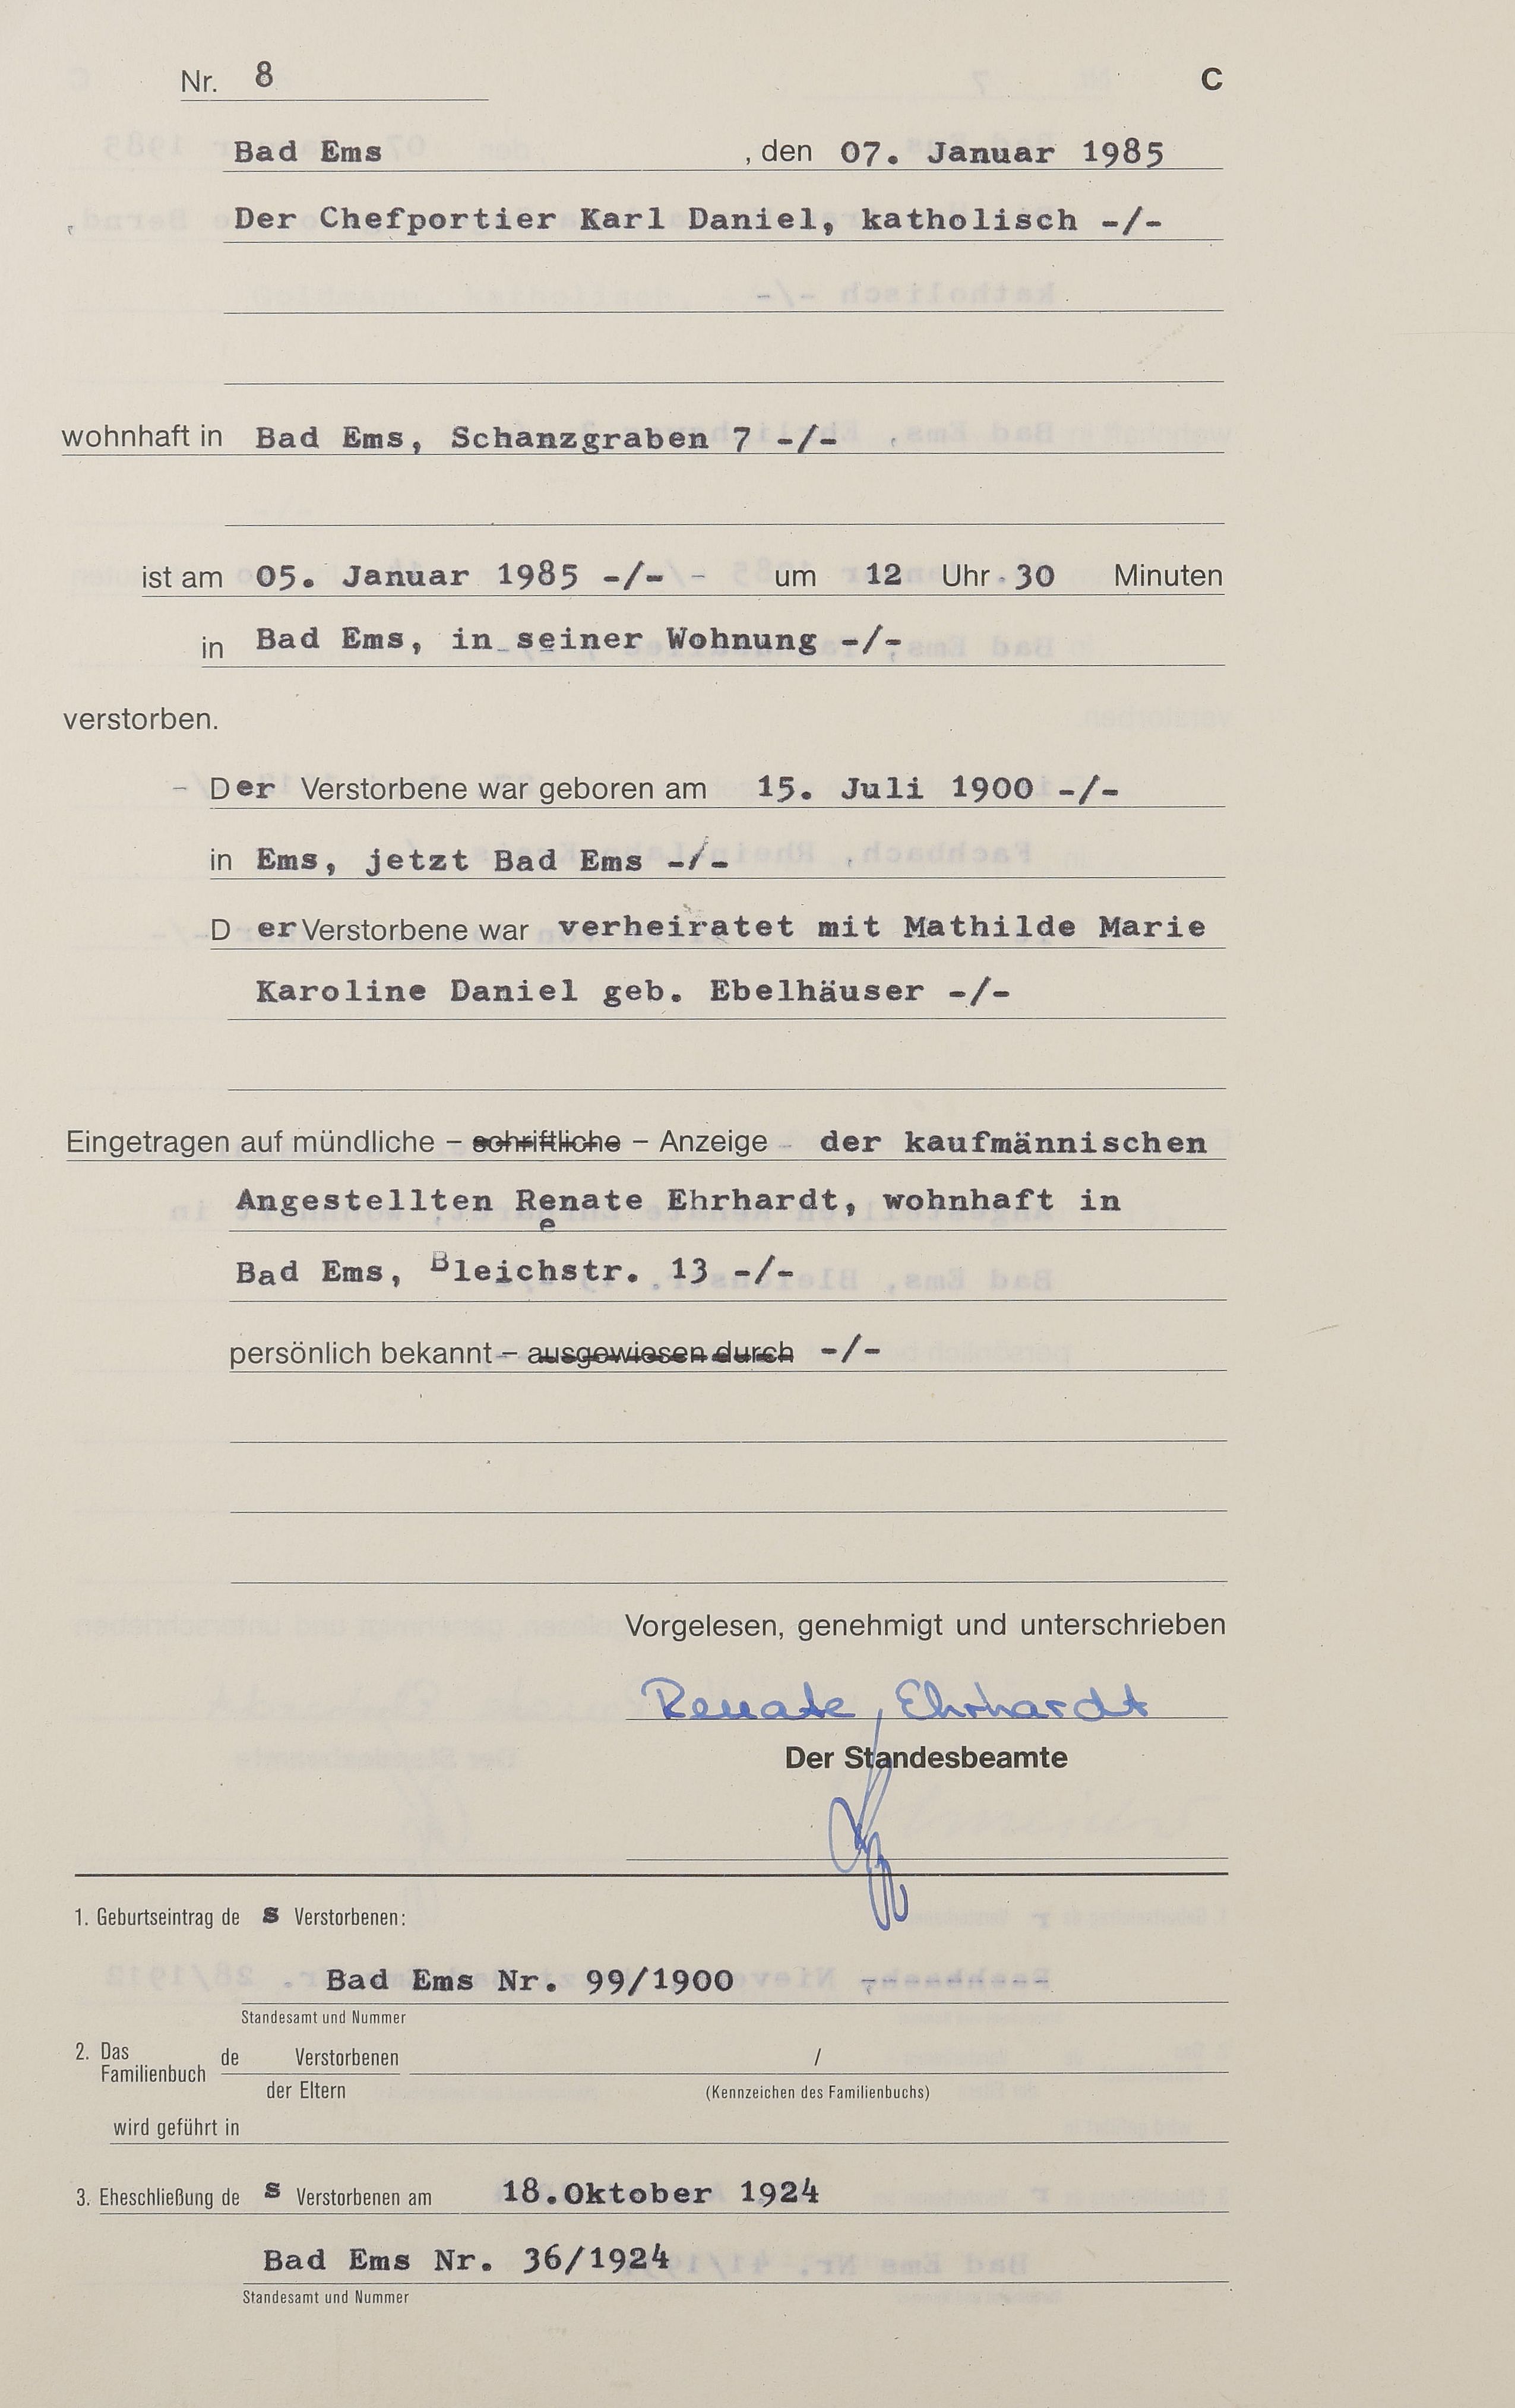 Nr. 8 C
Bad Ems , den 07. Januar 1985
Der Chefportier Karl Daniel, katholisch -/-
wohnhaft in Bad Ems, Schanzgraben 7 -/-
ist am 05. Januar 1985 -/- um 12 Uhr 30 Minuten
in Bad Ems, in seiner Wohnung -/-
verstorben.
Der Verstorbene war geboren am 15. Juli 1900 -/-
in Ems, jetzt Bad Ems -/-
Der Verstorbene war verheiratet mit Mathilde Marie
Karoline Daniel geb. Ebelhäuser -/-
Eingetragen auf mündliche – schriftliche – Anzeige der kaufmännischen
Angestellten Renate Ehrhardt, wohnhaft in
e
Bad Ems, Bleichstr. 13 -/-
persönlich bekannt – ausgewiesen durch -/-
Vorgelesen, genehmigt und unterschrieben
Renate Ehrhardt
Der Standesbeamte
1. Geburtseintrag des Verstorbenen:
Bad Ems Nr. 99/1900
Standesamt und Nummer
2. Das Familienbuch de Verstorbenen /
der Eltern (Kennzeichen des Familienbuchs)
wird geführt in
3. Eheschließung des Verstorbenen am 18.Oktober 1924
Bad Ems Nr. 36/1924
Standesamt und Nummer